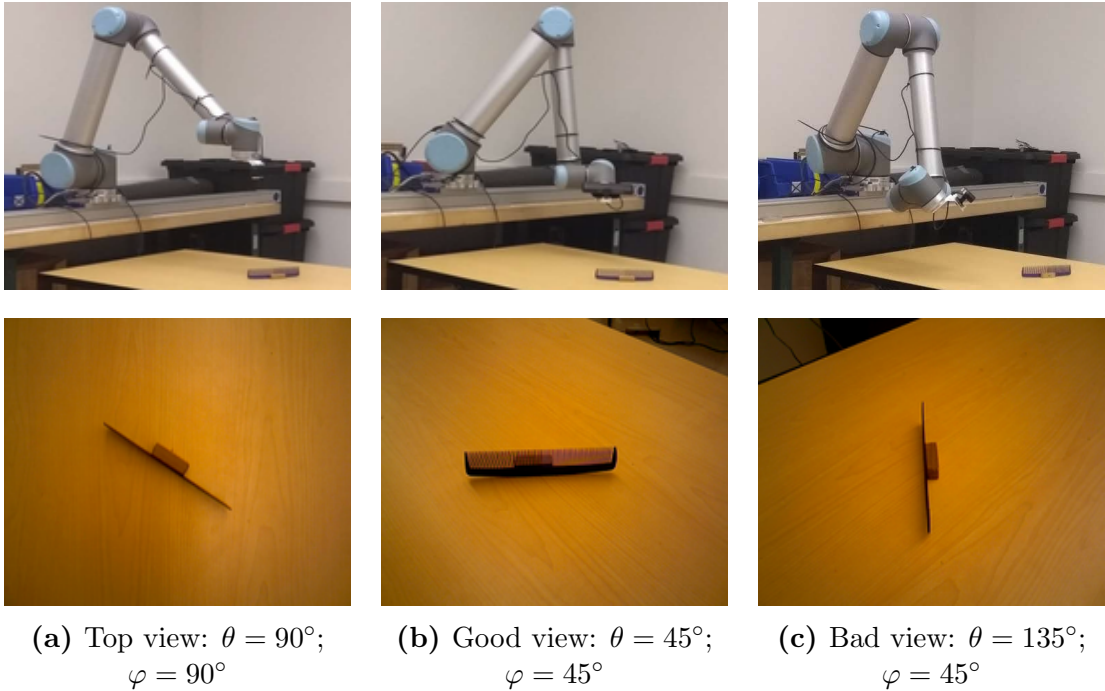 (a) Top view: θ = 90°;
φ = 90°
(b) Good view: θ = 45°;
φ = 45°
(c) Bad view: θ = 135°;
φ = 45°